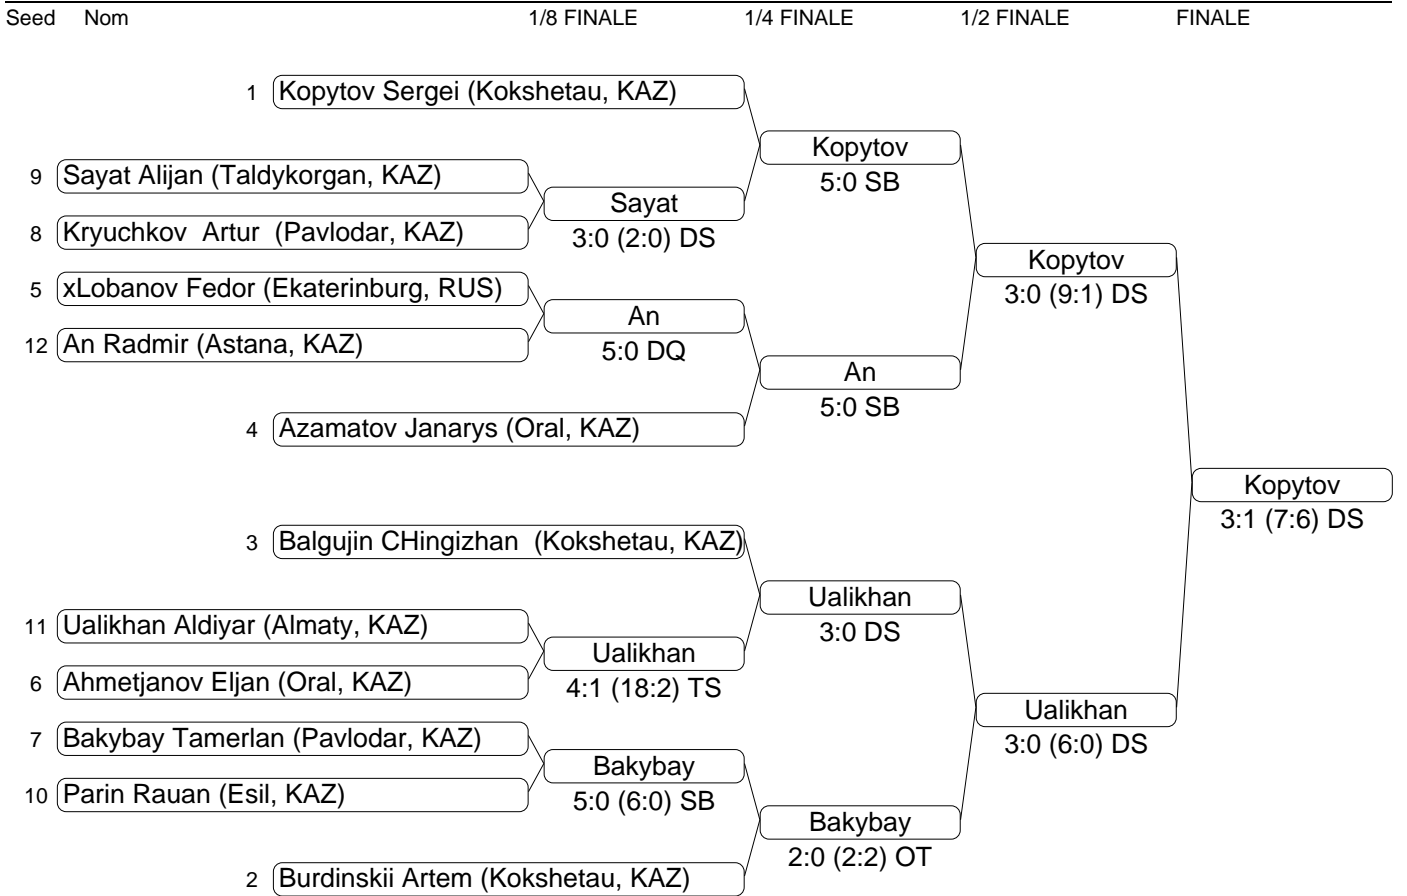 Seed Nom 1/8 FINALE 1/4 FINALE 1/2 FINALE FINALE
1 Kopytov Sergei (Kokshetau, KAZ)
Kopytov
5:0 SB
9 Sayat Alijan (Taldykorgan, KAZ)
Sayat
3:0 (2:0) DS
8 Kryuchkov Artur (Pavlodar, KAZ)
Kopytov
3:0 (9:1) DS
5 xLobanov Fedor (Ekaterinburg, RUS)
An
5:0 DQ
12 An Radmir (Astana, KAZ)
An
5:0 SB
4 Azamatov Janarys (Oral, KAZ)
Kopytov
3:1 (7:6) DS
3 Balgujin CHingizhan (Kokshetau, KAZ)
Ualikhan
3:0 DS
11 Ualikhan Aldiyar (Almaty, KAZ)
Ualikhan
4:1 (18:2) TS
6 Ahmetjanov Eljan (Oral, KAZ)
Ualikhan
3:0 (6:0) DS
7 Bakybay Tamerlan (Pavlodar, KAZ)
Bakybay
5:0 (6:0) SB
10 Parin Rauan (Esil, KAZ)
Bakybay
2:0 (2:2) OT
2 Burdinskii Artem (Kokshetau, KAZ)